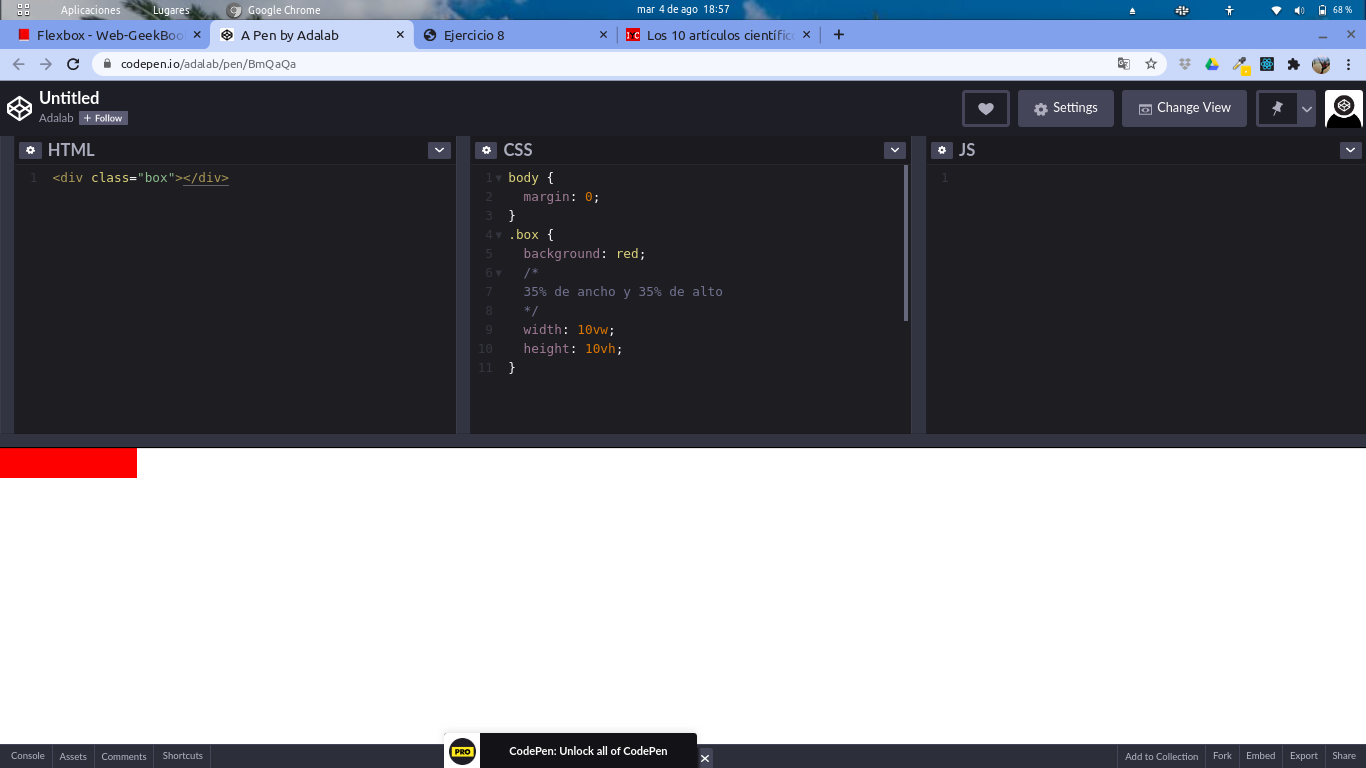 Aplicaciones Lugares Google Chrome mar 4 de ago 18:57 68 %
Flexbox - Web-GeekBoo A Pen by Adalab Ejercicio 8 Los 10 artículos científic
codepen.io/adalab/pen/BmQaQa
Untitled
Adalab + Follow
Settings Change View
HTML
1 <div class="box"></div>
CSS
1 body {
2 margin: 0;
3 }
4 .box {
5 background: red;
6 /*
7 35% de ancho y 35% de alto
8 */
9 width: 10vw;
10 height: 10vh;
11 }
JS
1
PRO CodePen: Unlock all of CodePen
Console Assets Comments Shortcuts Add to Collection Fork Embed Export Share